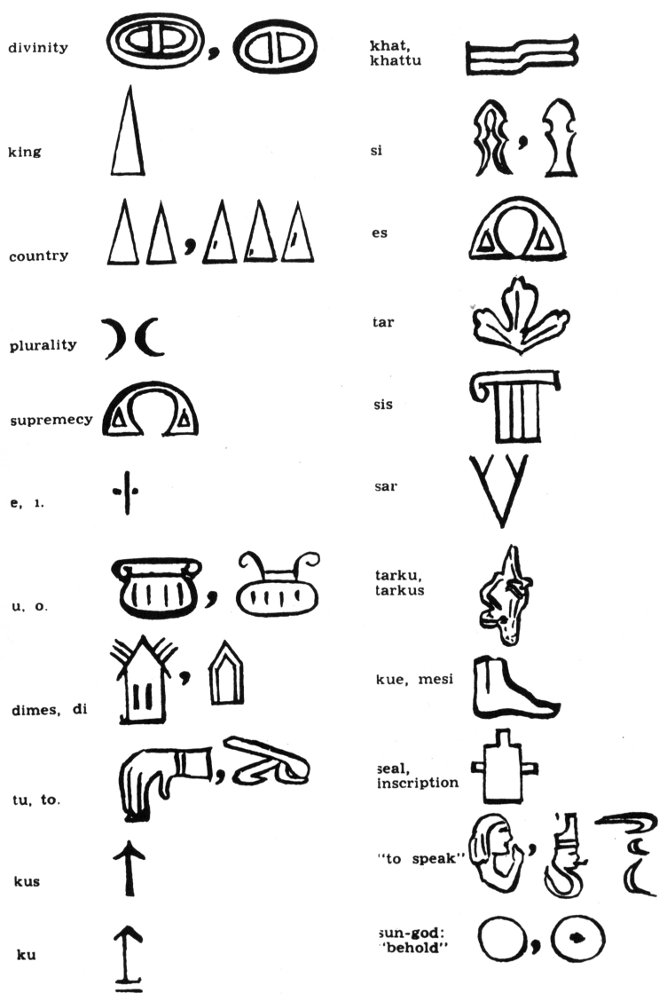 divinity
king
country
plurality
supremecy
e, ı.
u, o.
dimes, di
tu, to.
kus
ku
khat,
khattu
si
es
tar
sis
sar
tarku,
tarkus
kue, mesi
seal,
inscription
"to speak"
sun-god:
"behold"